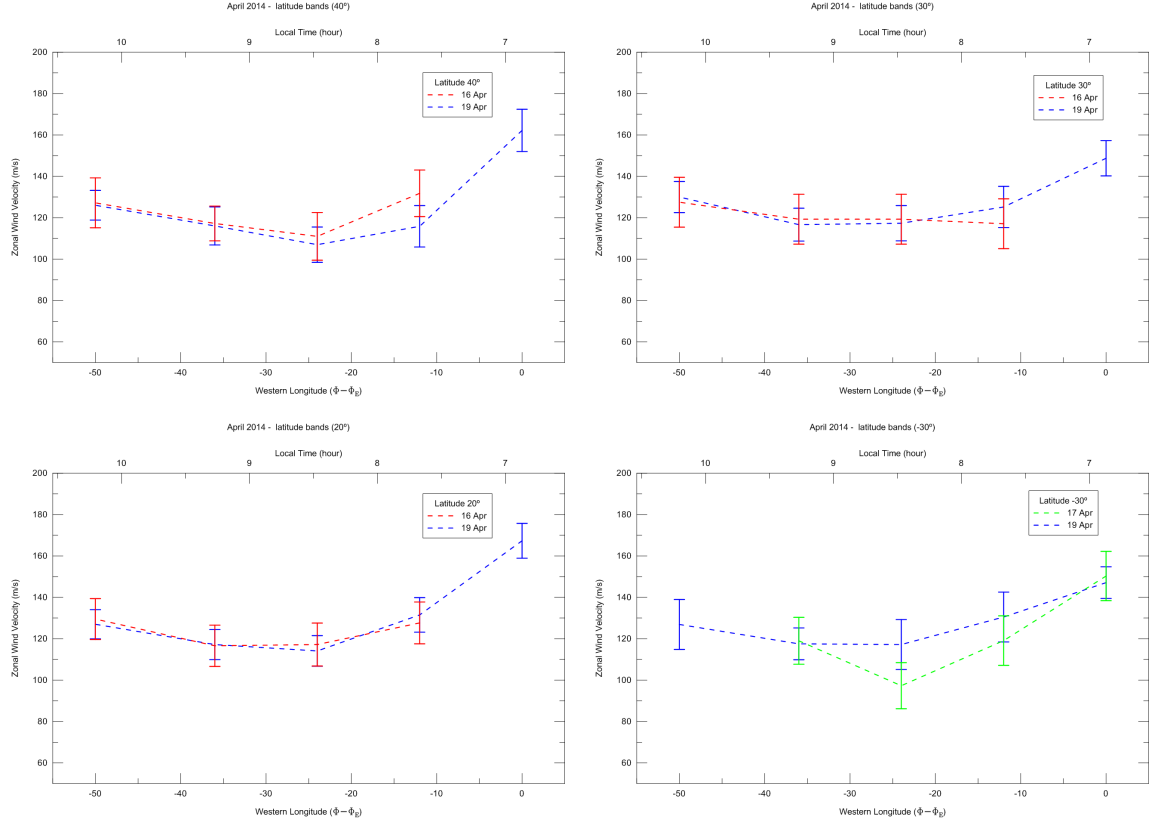 April 2014 -  latitude bands (40º)
Local Time (hour)
10 9 8 7
200
180
160
140
120
100
80
60
Zonal Wind Velocity (m/s)
Latitude 40º
16 Apr
19 Apr
-50 -40 -30 -20 -10 0
Western Longitude (Φ−Φ_E)
April 2014 -  latitude bands (30º)
Local Time (hour)
10 9 8 7
200
180
160
140
120
100
80
60
Zonal Wind Velocity (m/s)
Latitude 30º
16 Apr
19 Apr
-50 -40 -30 -20 -10 0
Western Longitude (Φ−Φ_E)
April 2014 -  latitude bands (20º)
Local Time (hour)
10 9 8 7
200
180
160
140
120
100
80
60
Zonal Wind Velocity (m/s)
Latitude 20º
16 Apr
19 Apr
-50 -40 -30 -20 -10 0
Western Longitude (Φ−Φ_E)
April 2014 -  latitude bands (-30º)
Local Time (hour)
10 9 8 7
200
180
160
140
120
100
80
60
Zonal Wind Velocity (m/s)
Latitude -30º
17 Apr
19 Apr
-50 -40 -30 -20 -10 0
Western Longitude (Φ−Φ_E)